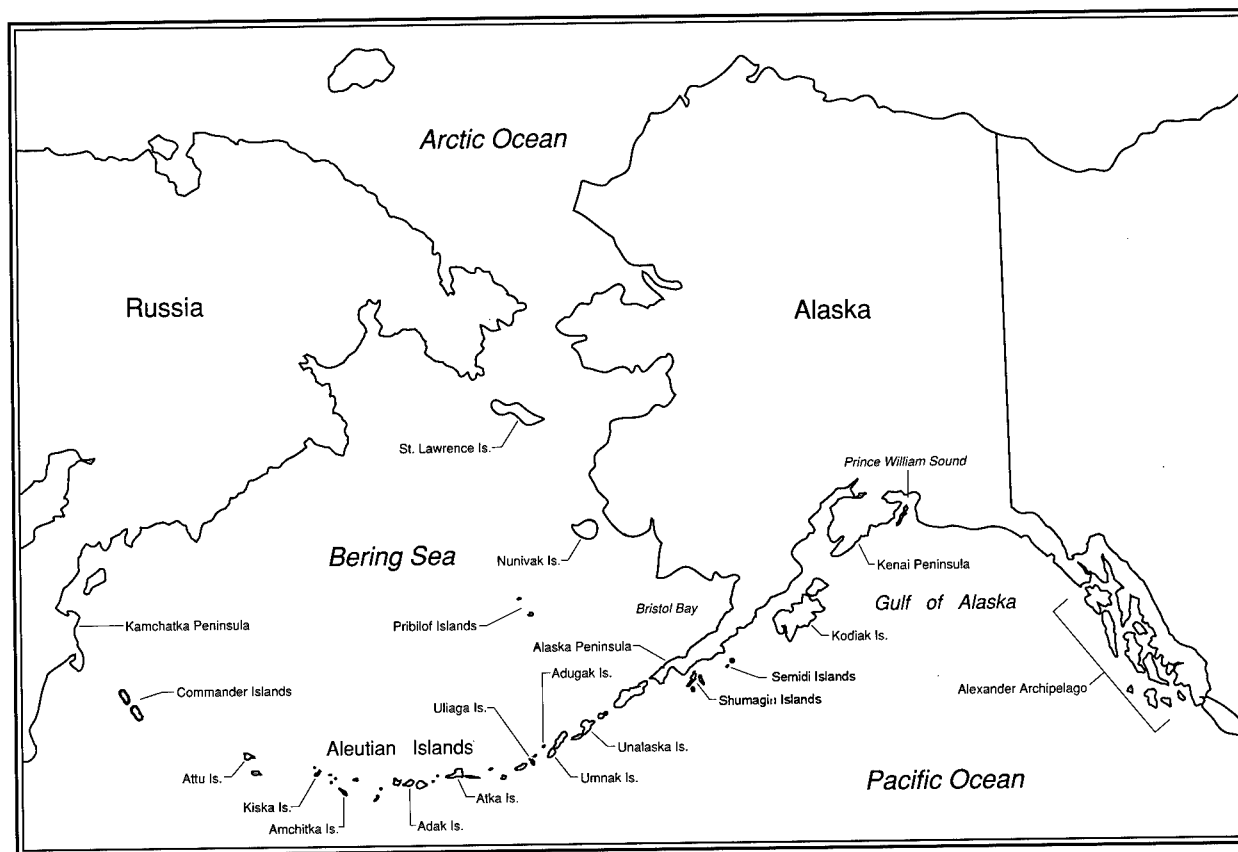 Arctic Ocean
Russia
Alaska
St. Lawrence Is.
Prince William Sound
Bering Sea
Nunivak Is.
Kenai Peninsula
Bristol Bay
Gulf of Alaska
Pribilof Islands
Kamchatka Peninsula
Kodiak Is.
Alaska Peninsula
Adugak Is.
Semidi Islands
Commander Islands
Alexander Archipelago
Shumagin Islands
Uliaga Is.
Aleutian Islands
Unalaska Is.
Attu Is.
Umnak Is.
Pacific Ocean
Kiska Is.
Atka Is.
Amchitka Is.
Adak Is.